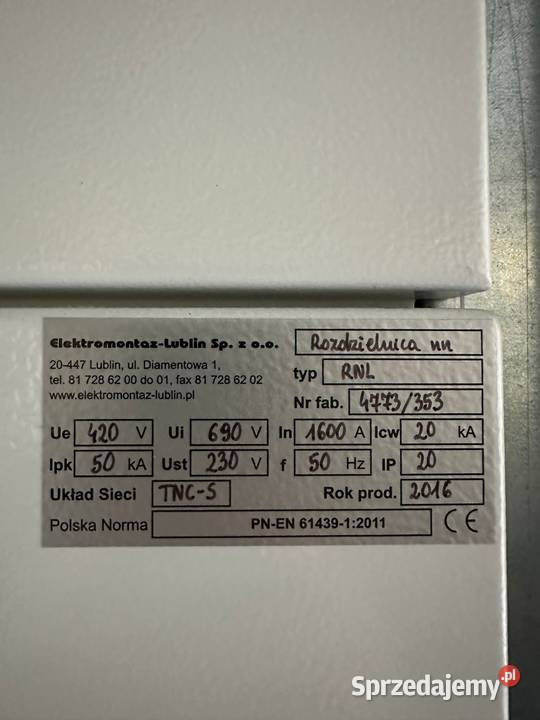 Elektromontaż-Lublin Sp. z o.o.
Rozdzielnica nn
20-447 Lublin, ul. Diamentowa 1,
tel. 81 728 62 00 do 01, fax 81 728 62 02
www.elektromontaz-lublin.pl
typ RNL
Nr fab. 4773/353
Ue 420 V Ui 690 V In 1600 A Icw 20 kA
Ipk 50 kA Ust 230 V f 50 Hz IP 20
Układ Sieci TNC-S Rok prod. 2016
Polska Norma PN-EN 61439-1:2011 CE
Sprzedajemy.pl